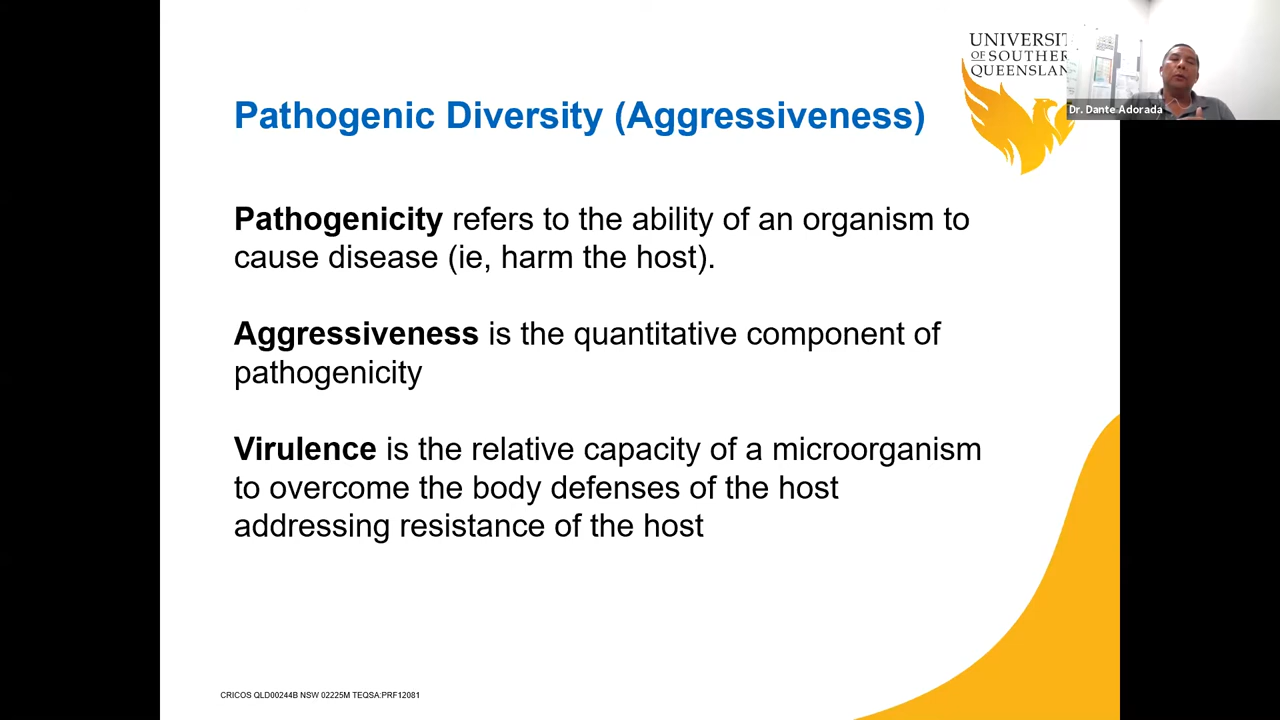 UNIVERSIT
OF SOUTHER
QUEENSLAN
Dr. Dante Adorada
Pathogenic Diversity (Aggressiveness)
Pathogenicity refers to the ability of an organism to
cause disease (ie, harm the host).
Aggressiveness is the quantitative component of
pathogenicity
Virulence is the relative capacity of a microorganism
to overcome the body defenses of the host
addressing resistance of the host
CRICOS QLD00244B NSW 02225M TEQSA:PRF12081